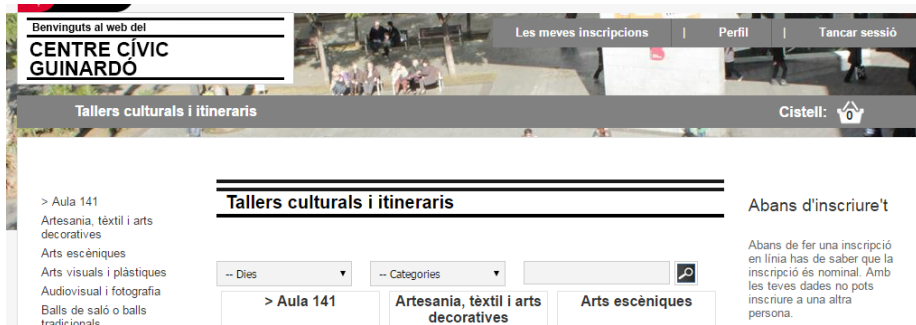 Benvinguts al web del
CENTRE CÍVIC
GUINARDÓ
Les meves inscripcions | Perfil | Tancar sessió
Tallers culturals i itineraris
Cistell: 0
> Aula 141
Artesania, tèxtil i arts
decoratives
Arts escèniques
Arts visuals i plàstiques
Audiovisual i fotografia
Balls de saló o balls
tradicionals
Tallers culturals i itineraris
-- Dies
-- Categories
> Aula 141
Artesania, tèxtil i arts
decoratives
Arts escèniques
Abans d'inscriure't
Abans de fer una inscripció
en línia has de saber que la
inscripció és nominal. Amb
les teves dades no pots
inscriure a una altra
persona.